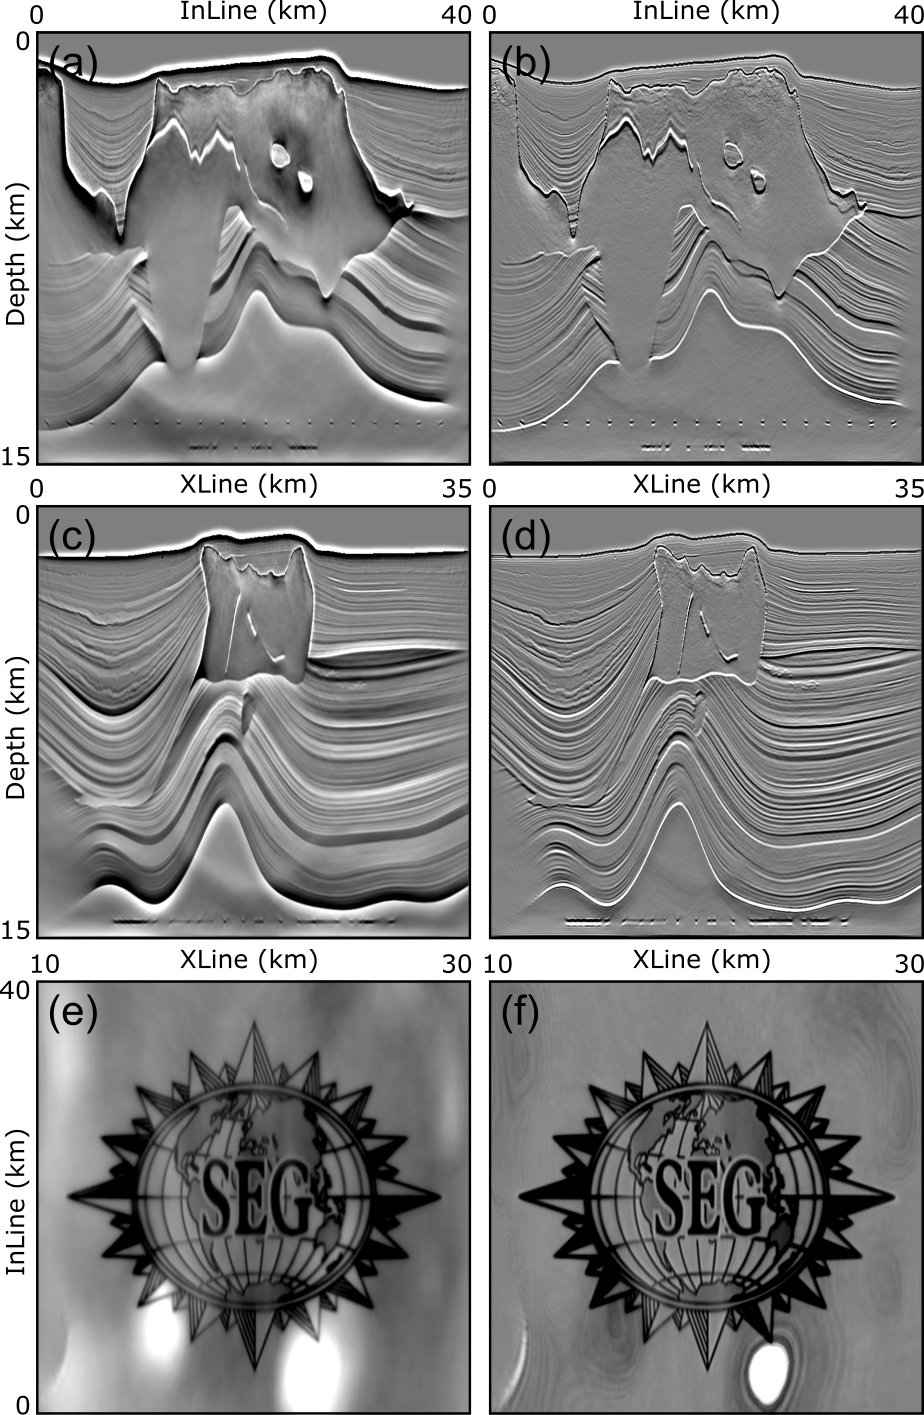 0 InLine (km) 40 0 InLine (km) 40
0
(a) (b)
Depth (km)
15
0 XLine (km) 35 0 XLine (km) 35
0
(c) (d)
Depth (km)
15
10 XLine (km) 30 10 XLine (km) 30
40
(e) (f)
SEG SEG
InLine (km)
0